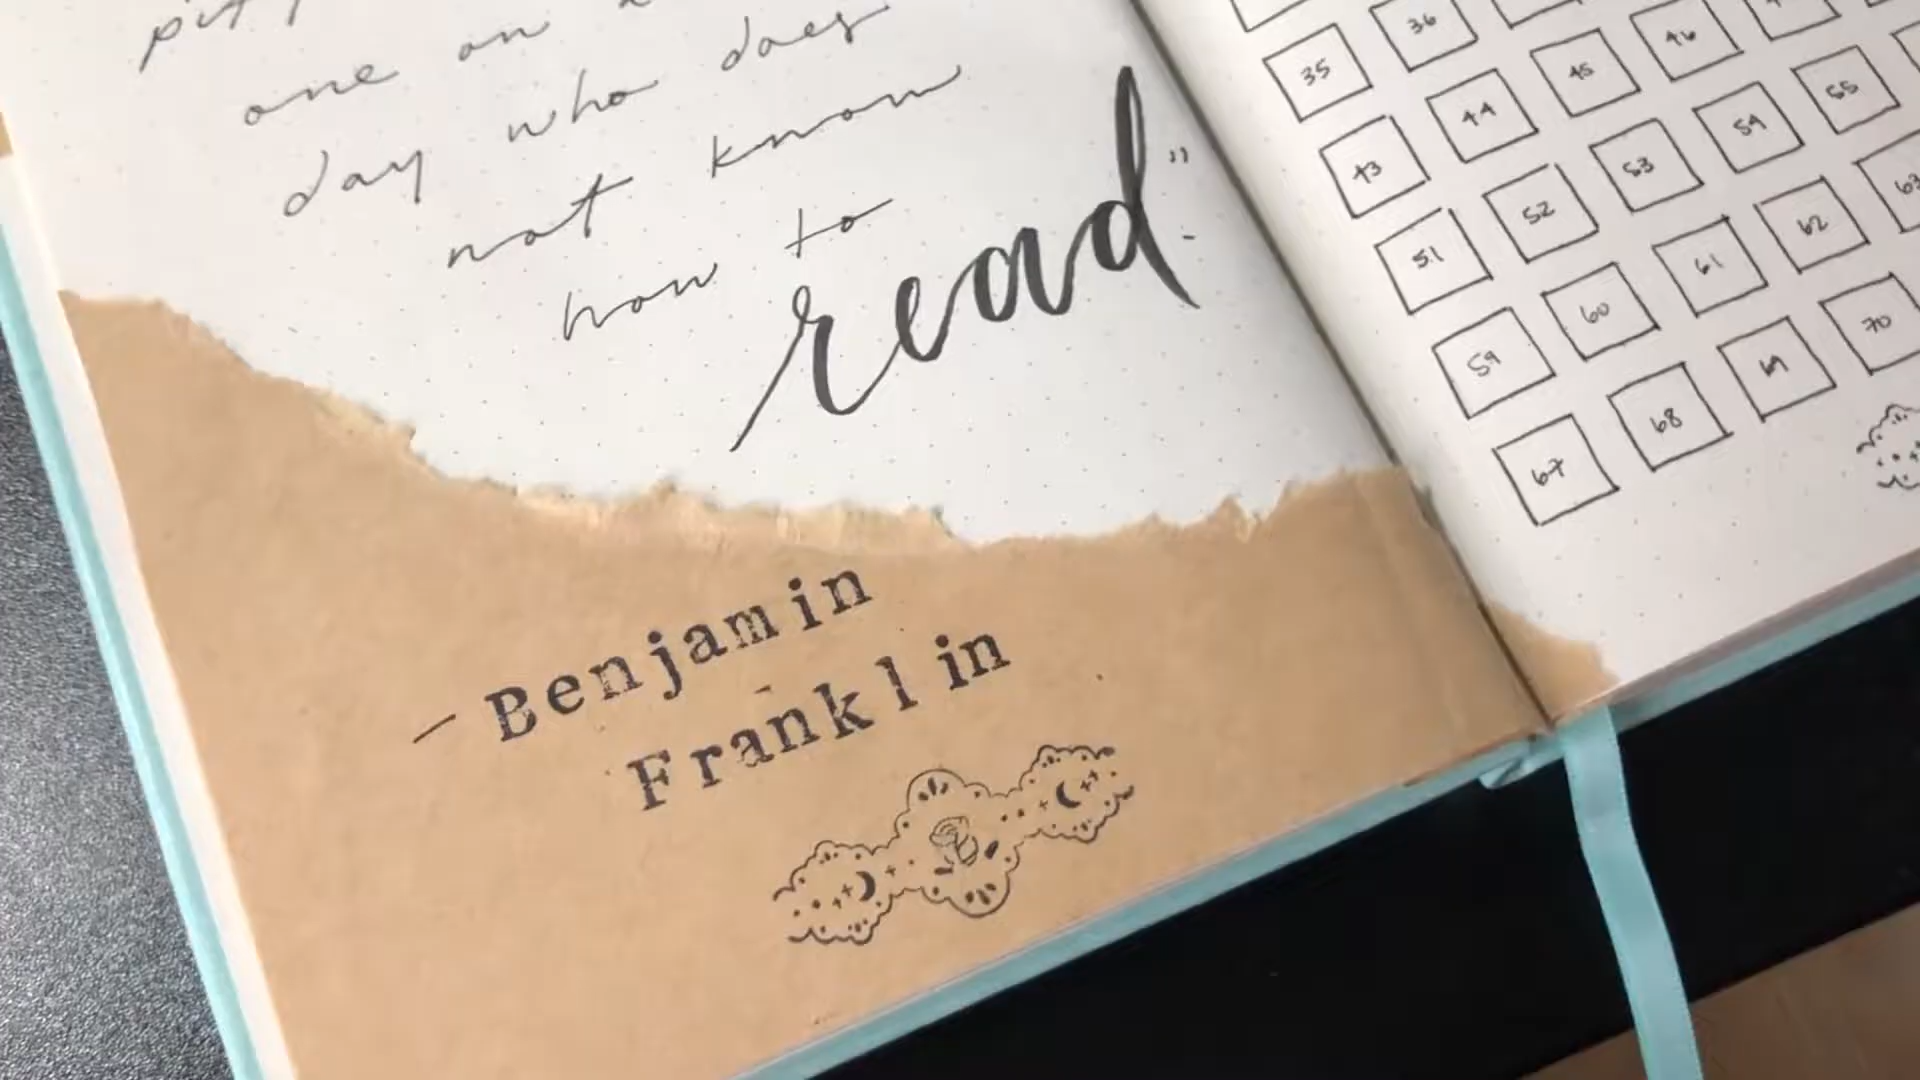 one on
day who does
not know
how to
read."
— Benjamin
Franklin
36
35 45 46
43 44 53 54 55
51 52 61 62 63
59 60 69 70
67 68